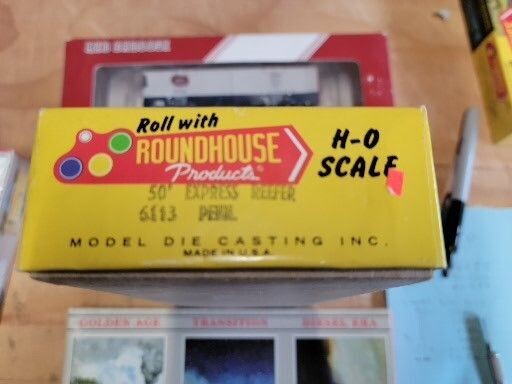 Roll with
ROUNDHOUSE
Products
H-O
SCALE
50' EXPRESS REEFER
6113 PENN.
MODEL DIE CASTING INC.
MADE IN U.S.A.
GOLDEN AGE TRANSITION DIESEL ERA